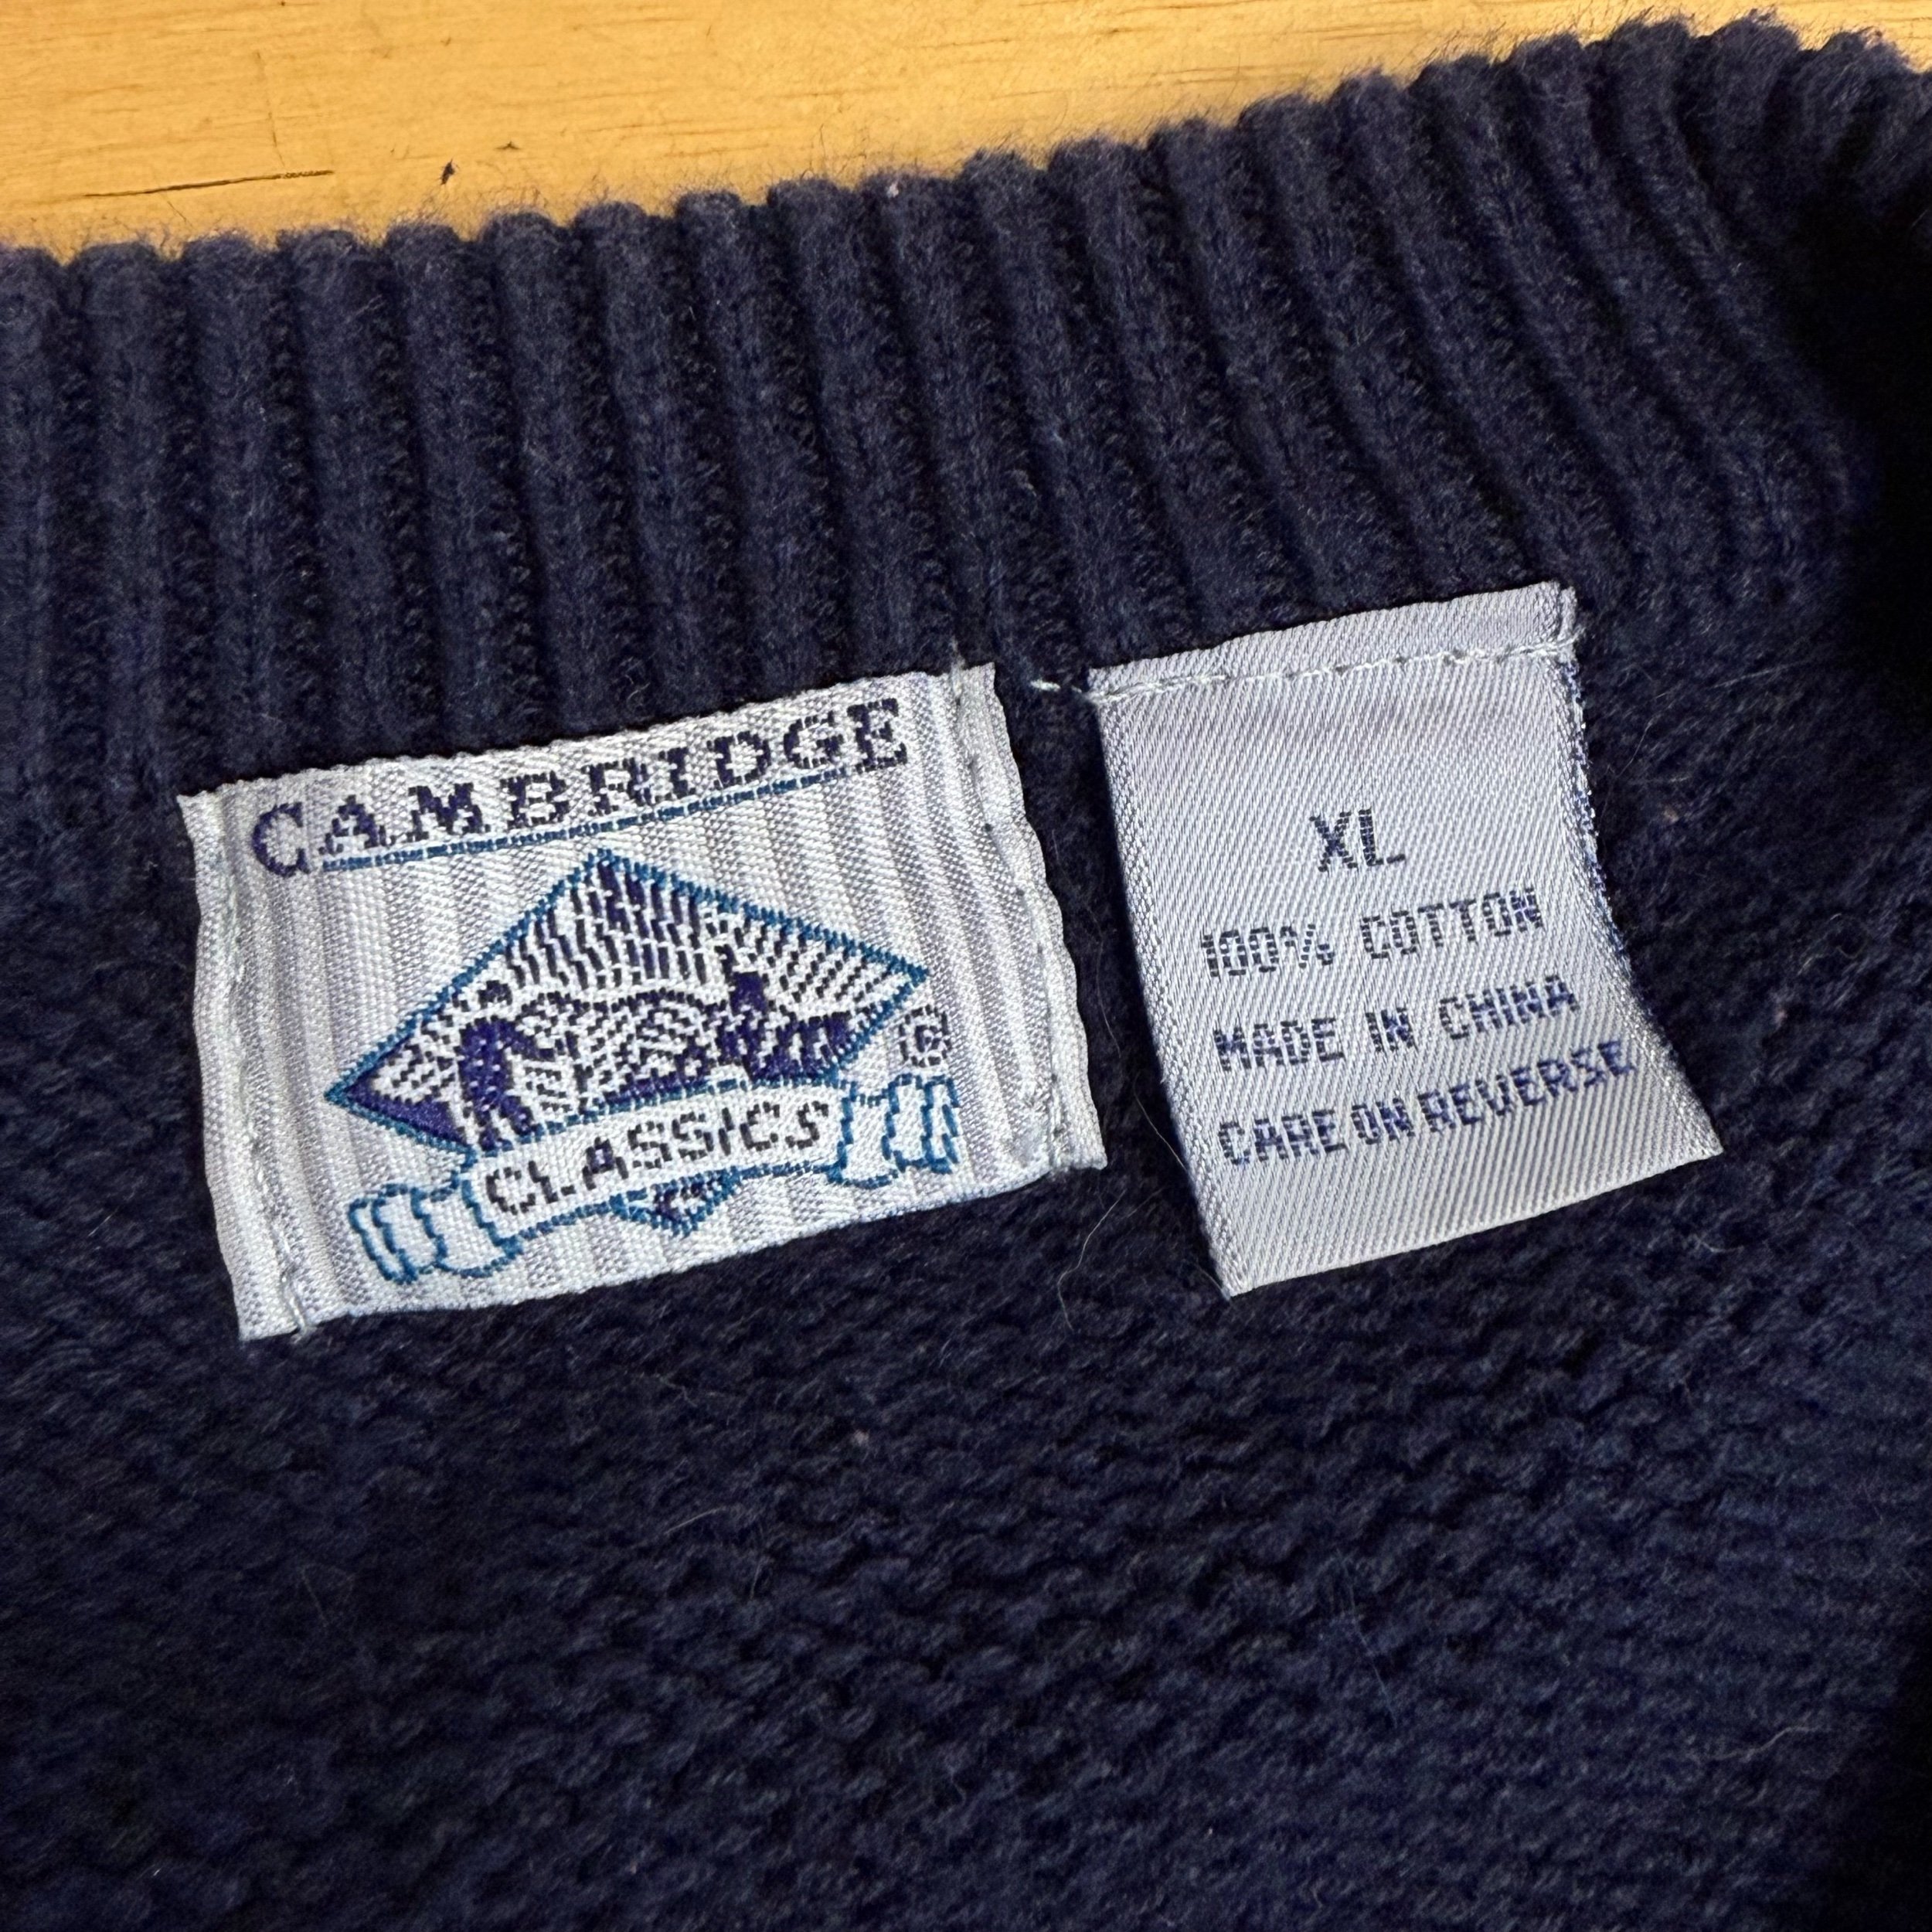 CAMBRIDGE
©
CLASSICS
XL
100% COTTON
MADE IN CHINA
CARE ON REVERSE